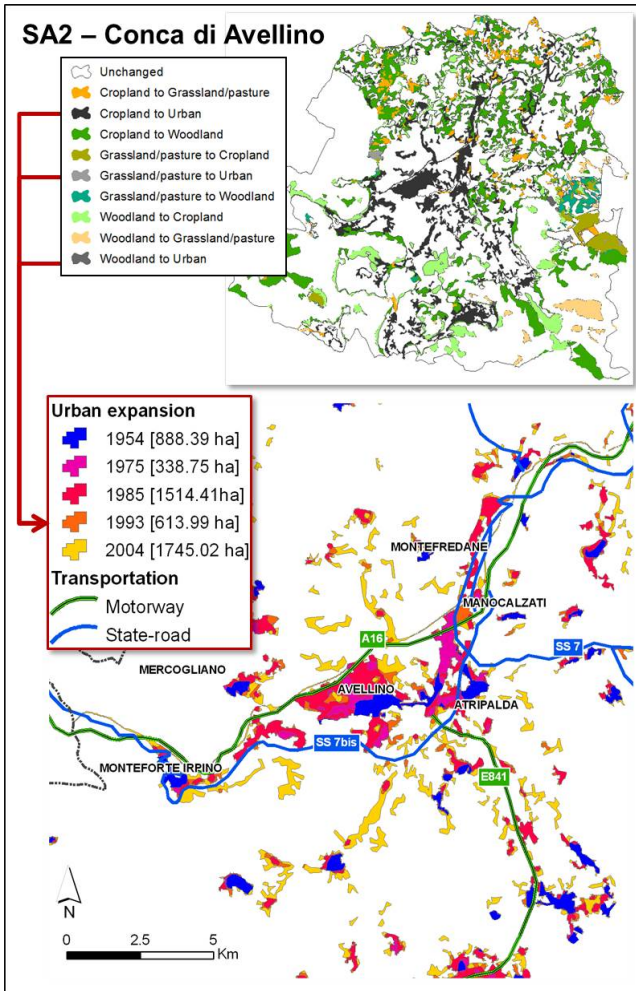 SA2 – Conca di Avellino
Unchanged
Cropland to Grassland/pasture
Cropland to Urban
Cropland to Woodland
Grassland/pasture to Cropland
Grassland/pasture to Urban
Grassland/pasture to Woodland
Woodland to Cropland
Woodland to Grassland/pasture
Woodland to Urban
Urban expansion
1954 [888.39 ha]
1975 [338.75 ha]
1985 [1514.41ha]
1993 [613.99 ha]
2004 [1745.02 ha]
Transportation
Motorway
State-road
MONTEFREDANE
MANOCALZATI
A16
SS 7
MERCOGLIANO
AVELLINO
ATRIPALDA
SS 7bis
MONTEFORTE IRPINO
E841
N
0 2.5 5
Km